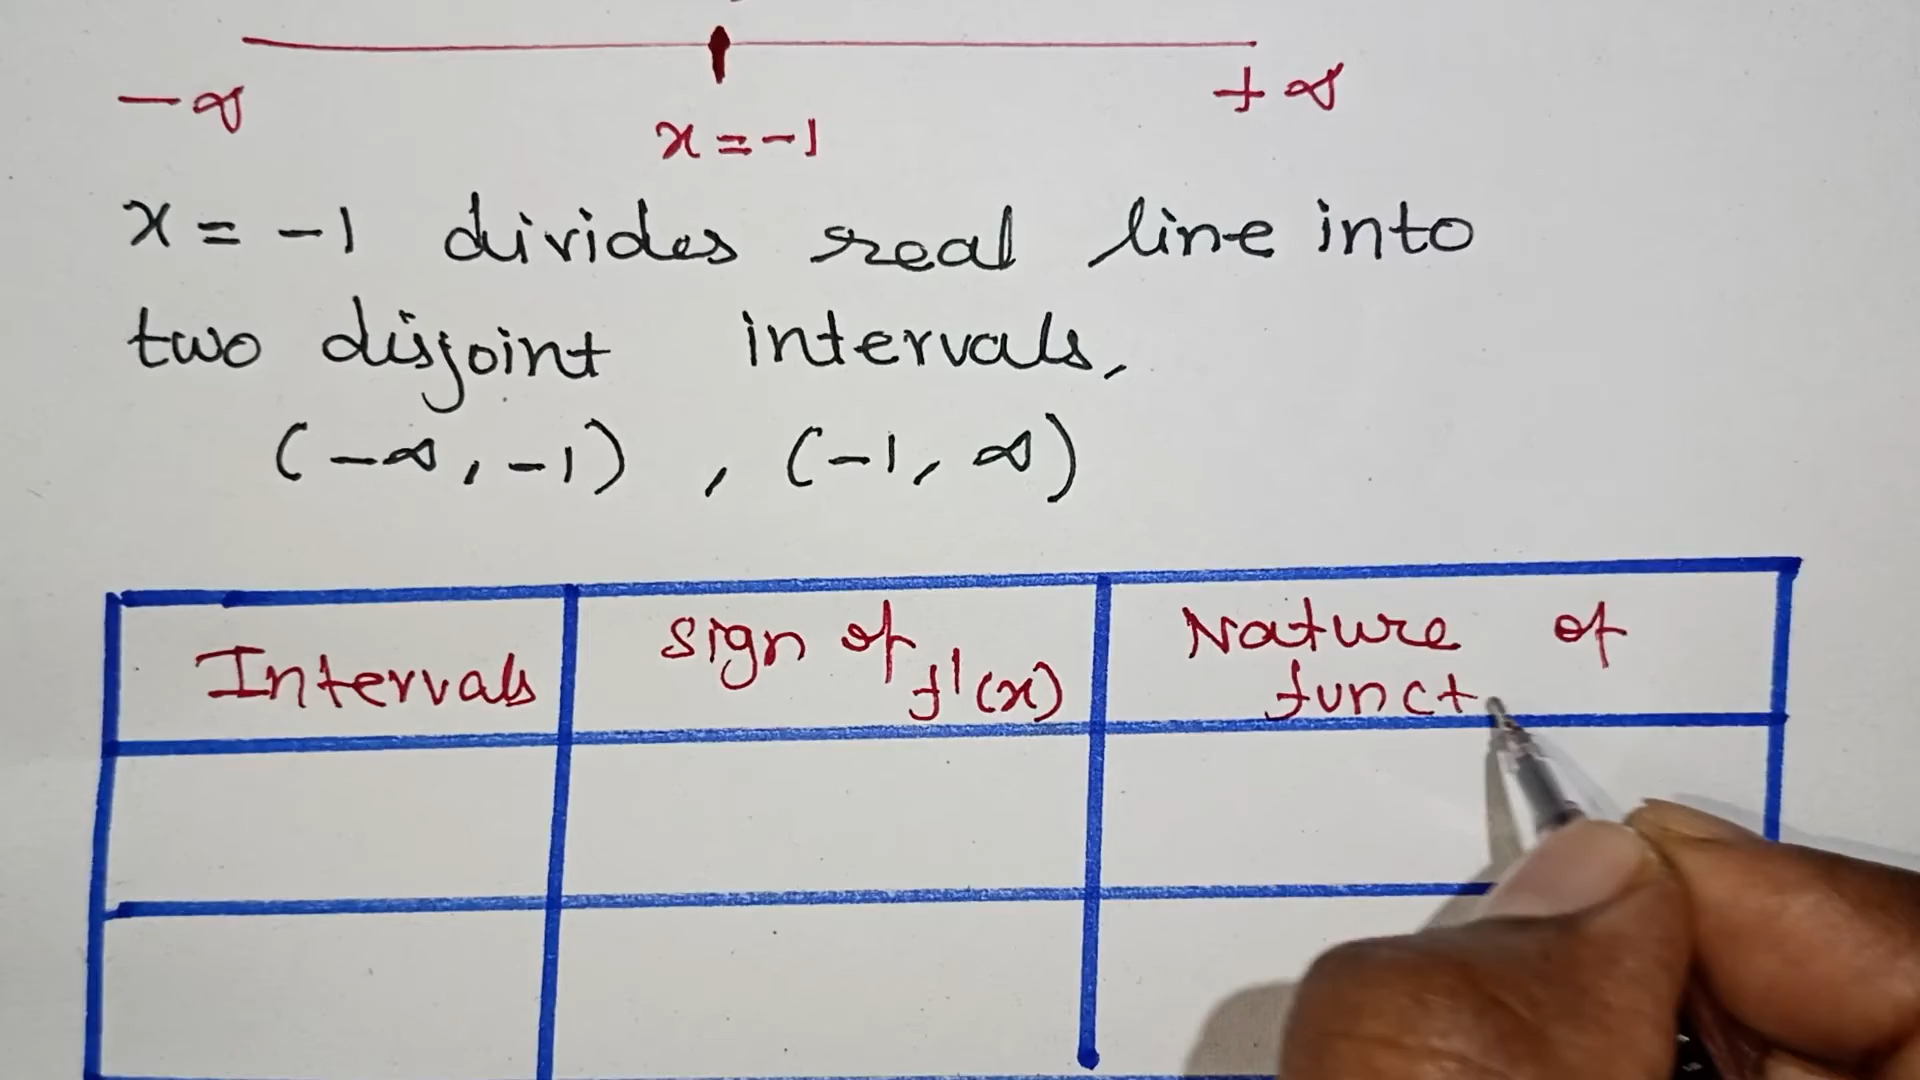 -∞ +∞
x = -1
x = -1 divides real line into
two disjoint intervals,
(-∞, -1) , (-1, ∞)
Intervals
Sign of f'(x)
Nature of
funct